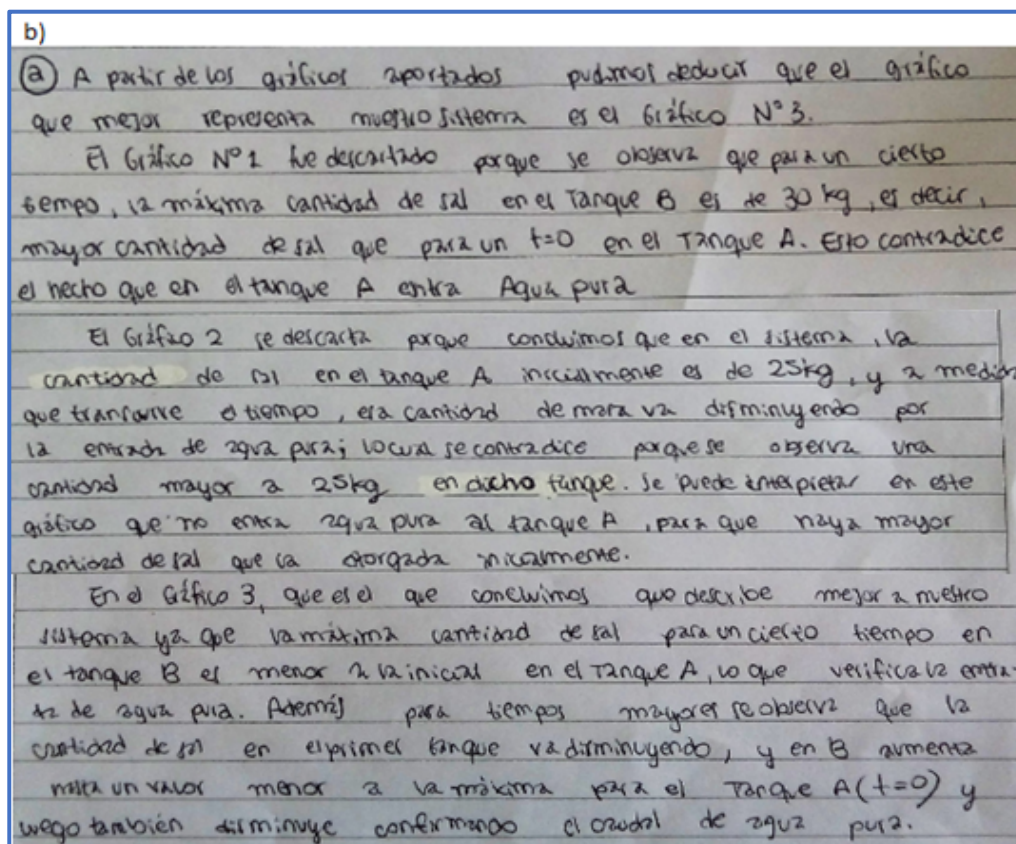 b)
(a) A partir de los gráficos aportados pudimos deducir que el gráfico
que mejor representa nuestro sistema es el Gráfico N° 3.
El Gráfico N° 1 fue descartado porque se observa que para un cierto
tiempo, la máxima cantidad de sal en el Tanque B es de 30 kg, es decir,
mayor cantidad de sal que para un t=0 en el Tanque A. Esto contradice
el hecho que en el tanque A entra Agua pura
El Gráfico 2 se descarta porque concluimos que en el sistema, la
cantidad de sal en el tanque A inicialmente es de 25kg, y a medida
que transcurre el tiempo, esa cantidad de masa va disminuyendo por
la entrada de agua pura; lo cual se contradice porque se observa una
cantidad mayor a 25kg en dicho tanque. Se puede interpretar en este
gráfico que no entra agua pura al tanque A, para que haya mayor
cantidad de sal que la otorgada inicialmente.
En el Gráfico 3, que es el que concluimos que describe mejor a nuestro
sistema ya que la máxima cantidad de sal para un cierto tiempo en
el tanque B es menor a la inicial en el Tanque A, lo que verifica la entra-
da de agua pura. Además para tiempos mayores se observa que la
cantidad de sal en el primer tanque va disminuyendo, y en B aumenta
hasta un valor menor a la máxima para el Tanque A (t=0) y
luego también disminuye confirmando el caudal de agua pura.